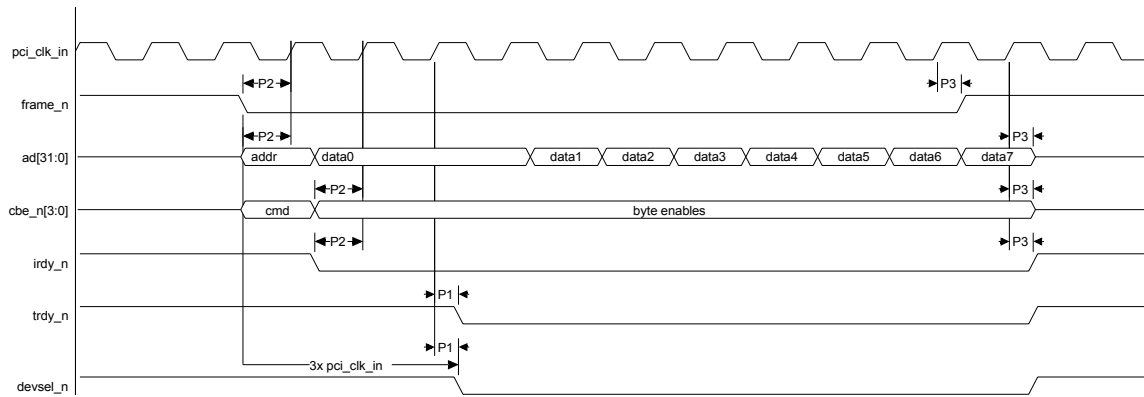 pci_clk_in
P2 P3
frame_n
P2 P3
ad[31:0] addr data0 data1 data2 data3 data4 data5 data6 data7
P2 P3
cbe_n[3:0] cmd byte enables
P2 P3
irdy_n
P1
trdy_n
P1
3x pci_clk_in
devsel_n